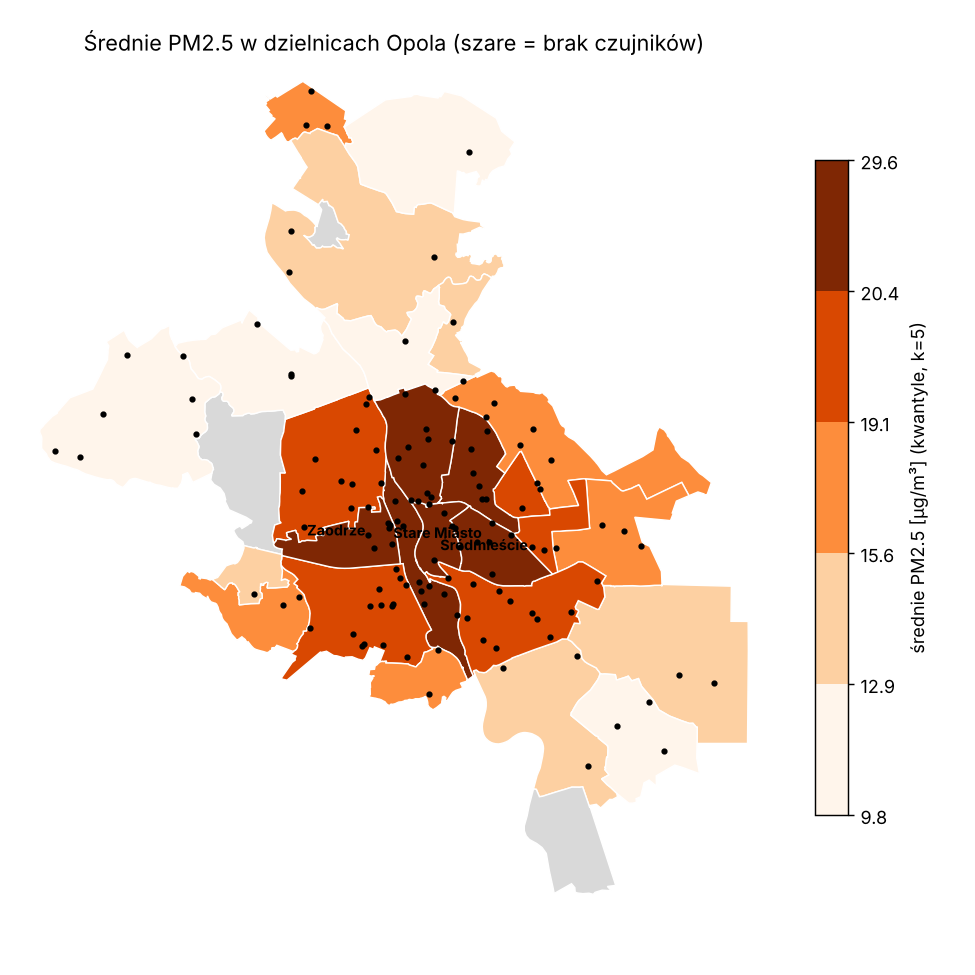 Średnie PM2.5 w dzielnicach Opola (szare = brak czujników)
29.6
20.4
19.1
15.6
12.9
9.8
średnie PM2.5 [µg/m³] (kwantyle, k=5)
Zaodrze
Stare Miasto
Śródmieście